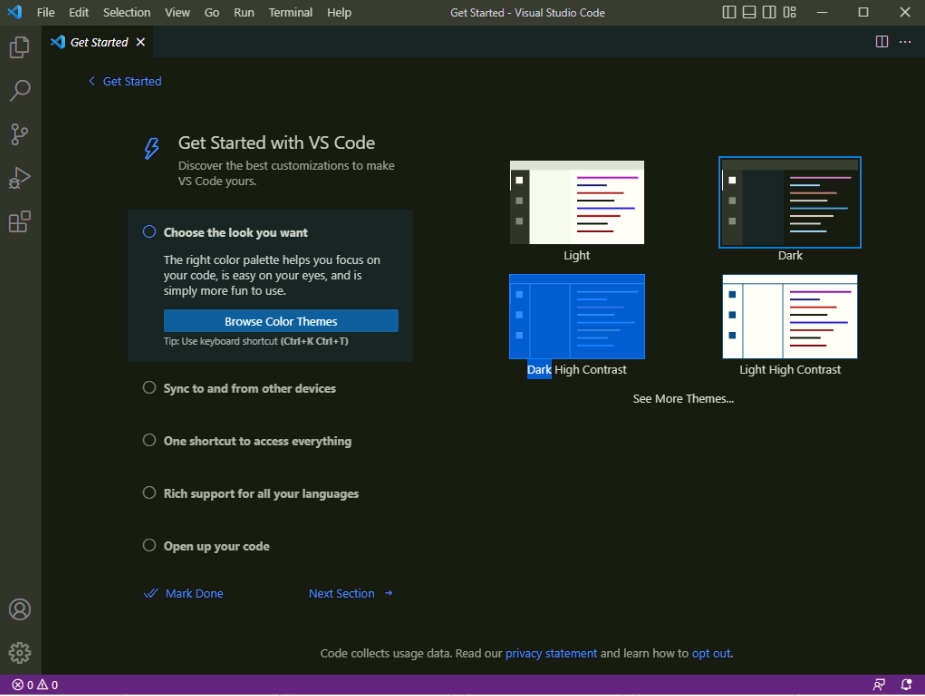 File Edit Selection View Go Run Terminal Help Get Started - Visual Studio Code
Get Started
Get Started
Get Started with VS Code
Discover the best customizations to make
VS Code yours.
Choose the look you want
The right color palette helps you focus on
your code, is easy on your eyes, and is
simply more fun to use.
Browse Color Themes
Tip: Use keyboard shortcut (Ctrl+K Ctrl+T)
Sync to and from other devices
One shortcut to access everything
Rich support for all your languages
Open up your code
Mark Done Next Section
Light Dark
Dark High Contrast Light High Contrast
See More Themes...
Code collects usage data. Read our privacy statement and learn how to opt out.
0 0